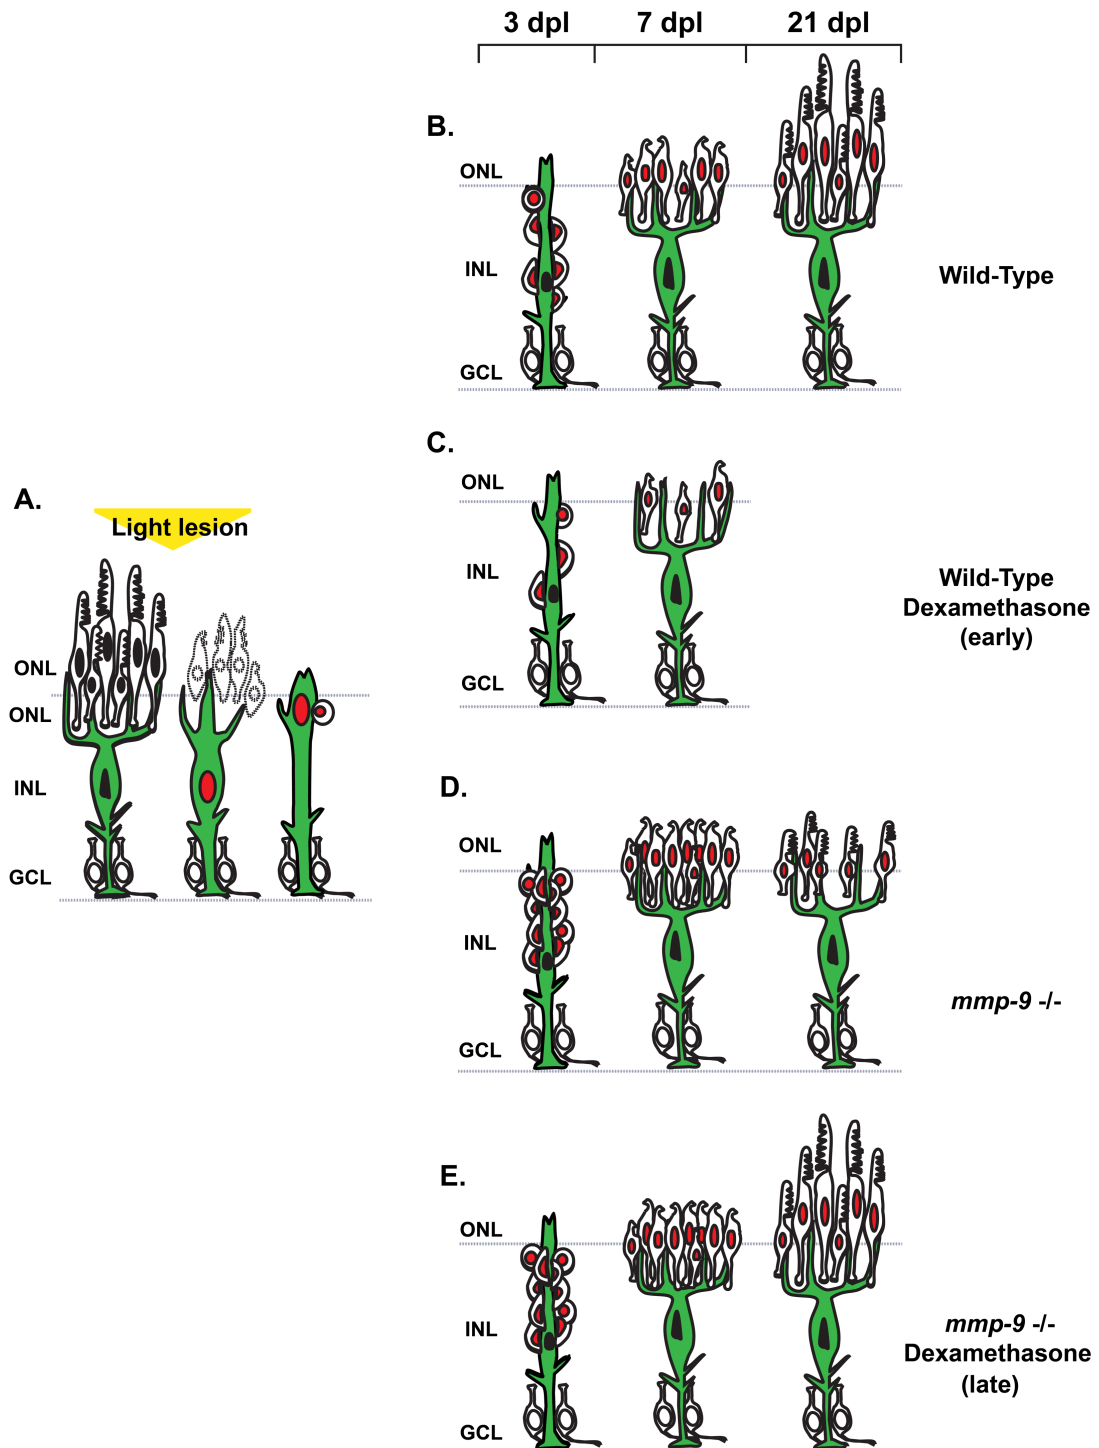 3 dpl 7 dpl 21 dpl
B.
ONL
INL
Wild-Type
GCL
C.
ONL
INL
Wild-Type
Dexamethasone
(early)
GCL
A.
Light lesion
ONL
ONL
INL
GCL
D.
ONL
INL
mmp-9 -/-
GCL
E.
ONL
INL
mmp-9 -/-
Dexamethasone
(late)
GCL